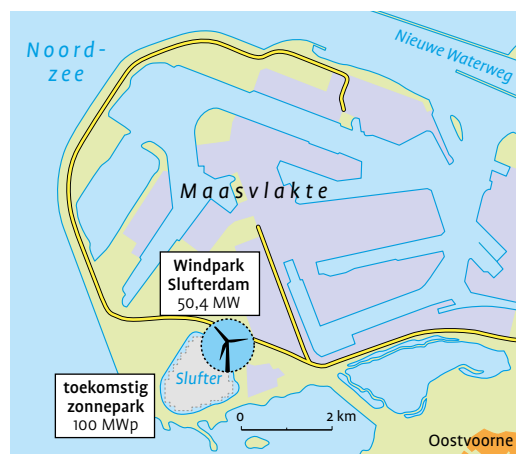 Noord-
zee
Nieuwe Waterweg
Maasvlakte
Windpark
Slufterdam
50,4 MW
toekomstig
zonnepark
100 MWp
Slufter
0 2 km
Oostvoorne